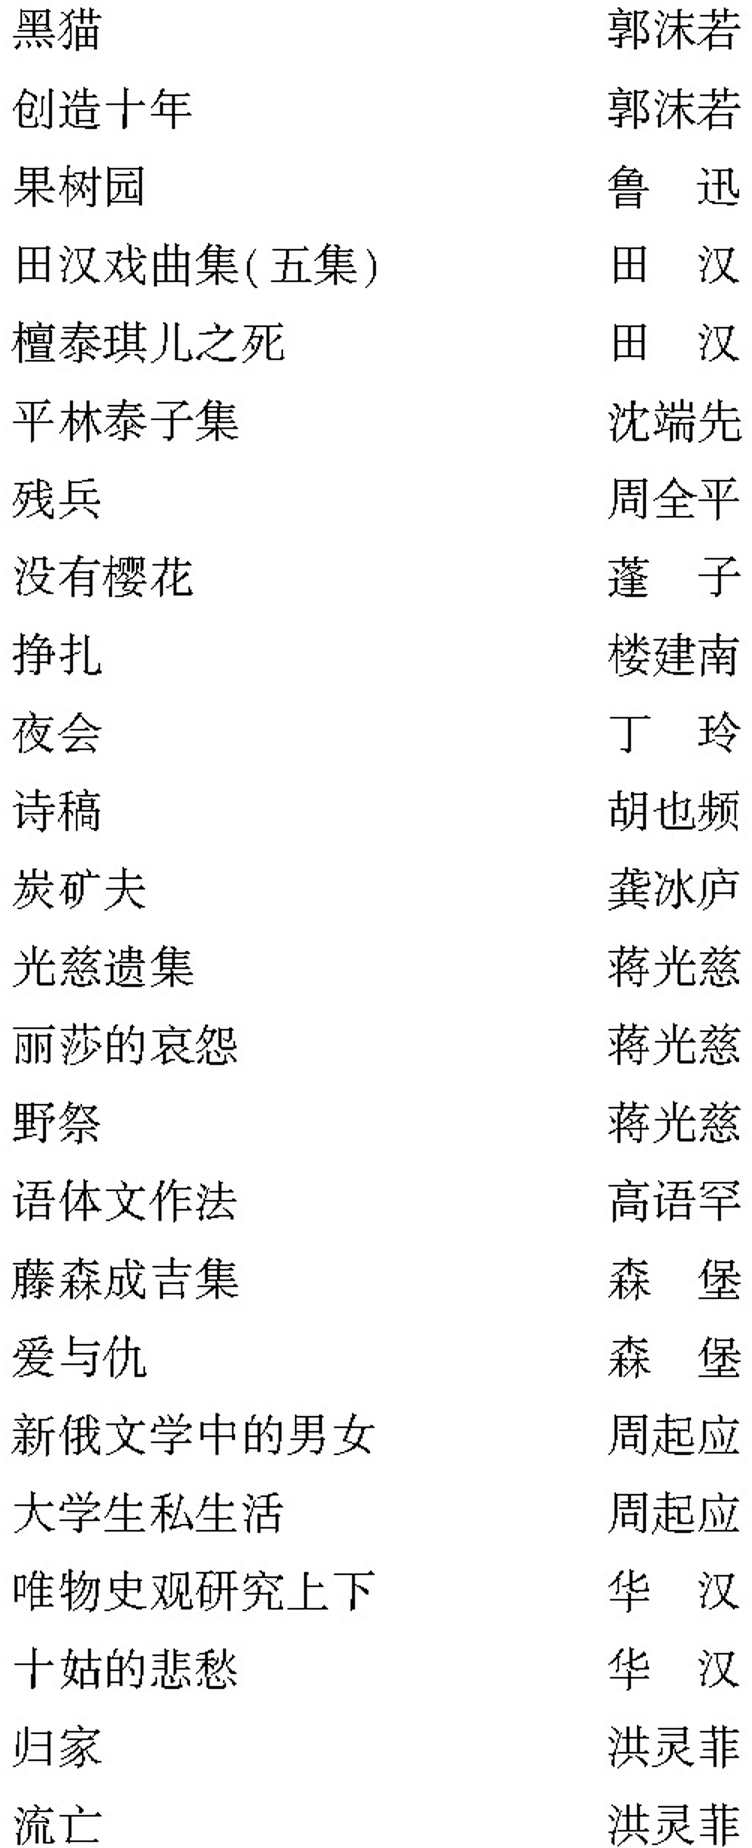 黑猫 郭沫若
创造十年 郭沫若
果树园 鲁　迅
田汉戏曲集(五集) 田　汉
檀泰琪儿之死 田　汉
平林泰子集 沈端先
残兵 周全平
没有樱花 蓬　子
挣扎 楼建南
夜会 丁　玲
诗稿 胡也频
炭矿夫 龚冰庐
光慈遗集 蒋光慈
丽莎的哀怨 蒋光慈
野祭 蒋光慈
语体文作法 高语罕
藤森成吉集 森　堡
爱与仇 森　堡
新俄文学中的男女 周起应
大学生私生活 周起应
唯物史观研究上下 华　汉
十姑的悲愁 华　汉
归家 洪灵菲
流亡 洪灵菲